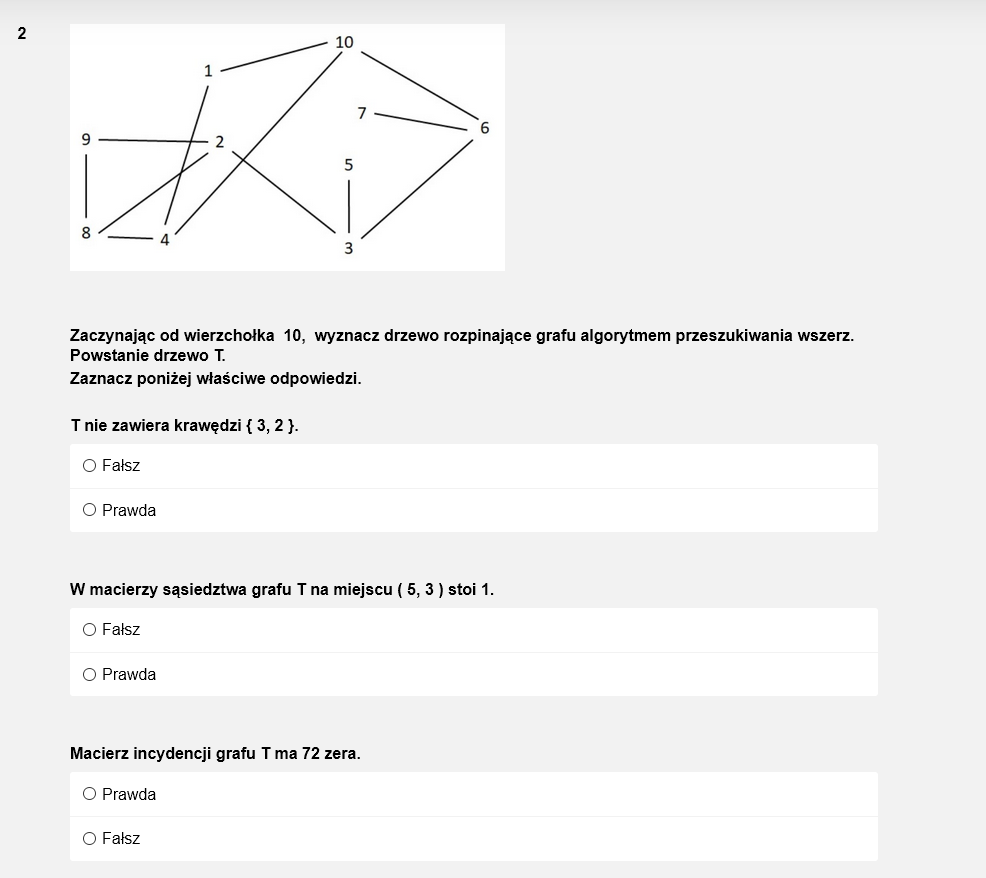 2
10
1
7
6
9
2
5
8
4
3
Zaczynając od wierzchołka 10, wyznacz drzewo rozpinające grafu algorytmem przeszukiwania wszerz.
Powstanie drzewo T.
Zaznacz poniżej właściwe odpowiedzi.
T nie zawiera krawędzi { 3, 2 }.
Fałsz
Prawda
W macierzy sąsiedztwa grafu T na miejscu ( 5, 3 ) stoi 1.
Fałsz
Prawda
Macierz incydencji grafu T ma 72 zera.
Prawda
Fałsz